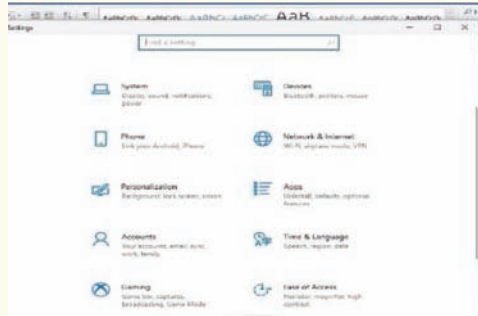 AaB
Settings
Find a setting
System
Display, sound, notifications,
power
Devices
Bluetooth, printers, mouse
Phone
Link your Android, iPhone
Network & Internet
Wi-Fi, airplane mode, VPN
Personalization
Background, lock screen, colors
Apps
Uninstall, defaults, optional
features
Accounts
Your accounts, email, sync,
work, family
Time & Language
Speech, region, date
Gaming
Game bar, captures,
broadcasting, Game Mode
Ease of Access
Narrator, magnifier, high
contrast